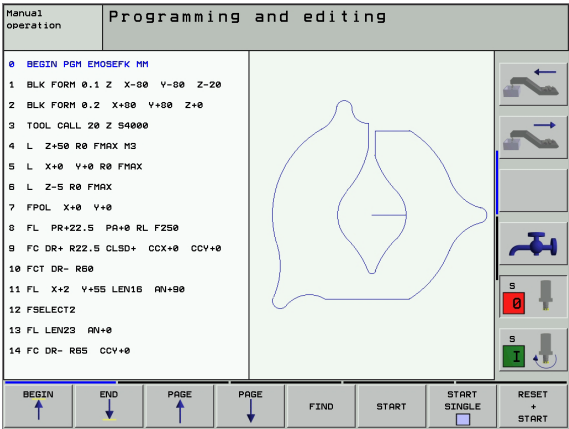 Manual
operation
Programming and editing
0 BEGIN PGM EMOSEFK MM
1 BLK FORM 0.1 Z X-80 Y-80 Z-20
2 BLK FORM 0.2 X+80 Y+80 Z+0
3 TOOL CALL 20 Z S4000
4 L Z+50 R0 FMAX M3
5 L X+0 Y+0 R0 FMAX
6 L Z-5 R0 FMAX
7 FPOL X+0 Y+0
8 FL PR+22.5 PA+0 RL F250
9 FC DR+ R22.5 CLSD+ CCX+0 CCY+0
10 FCT DR- R60
11 FL X+2 Y+55 LEN16 AN+90
12 FSELECT2
13 FL LEN23 AN+0
14 FC DR- R65 CCY+0
S
0
S
I
BEGIN
END
PAGE
PAGE
FIND
START
START
SINGLE
RESET
+
START